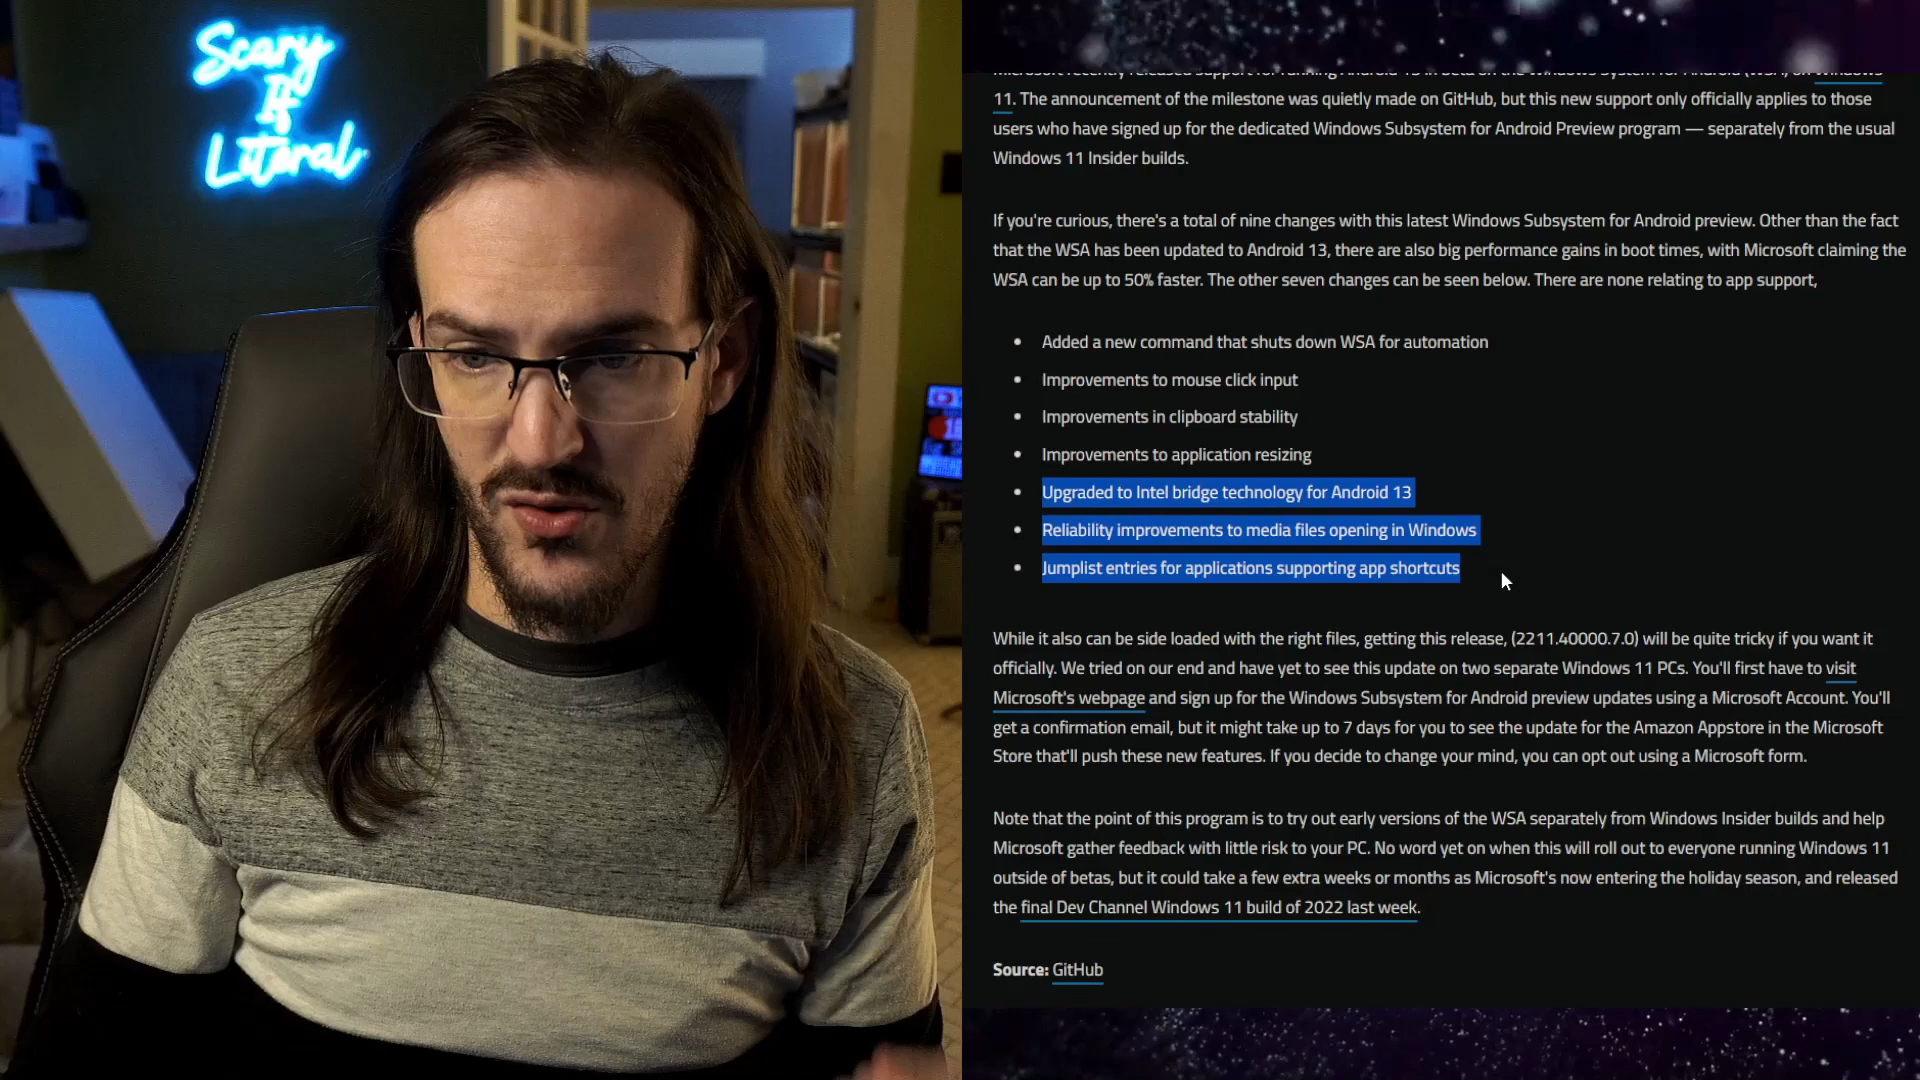 Scary
If
Literal
11. The announcement of the milestone was quietly made on GitHub, but this new support only officially applies to those
users who have signed up for the dedicated Windows Subsystem for Android Preview program — separately from the usual
Windows 11 Insider builds.
If you're curious, there's a total of nine changes with this latest Windows Subsystem for Android preview. Other than the fact
that the WSA has been updated to Android 13, there are also big performance gains in boot times, with Microsoft claiming the
WSA can be up to 50% faster. The other seven changes can be seen below. There are none relating to app support,
• Added a new command that shuts down WSA for automation
• Improvements to mouse click input
• Improvements in clipboard stability
• Improvements to application resizing
• Upgraded to Intel bridge technology for Android 13
• Reliability improvements to media files opening in Windows
• Jumplist entries for applications supporting app shortcuts
While it also can be side loaded with the right files, getting this release, (2211.40000.7.0) will be quite tricky if you want it
officially. We tried on our end and have yet to see this update on two separate Windows 11 PCs. You'll first have to visit
Microsoft's webpage and sign up for the Windows Subsystem for Android preview updates using a Microsoft Account. You'll
get a confirmation email, but it might take up to 7 days for you to see the update for the Amazon Appstore in the Microsoft
Store that'll push these new features. If you decide to change your mind, you can opt out using a Microsoft form.
Note that the point of this program is to try out early versions of the WSA separately from Windows Insider builds and help
Microsoft gather feedback with little risk to your PC. No word yet on when this will roll out to everyone running Windows 11
outside of betas, but it could take a few extra weeks or months as Microsoft's now entering the holiday season, and released
the final Dev Channel Windows 11 build of 2022 last week.
Source: GitHub